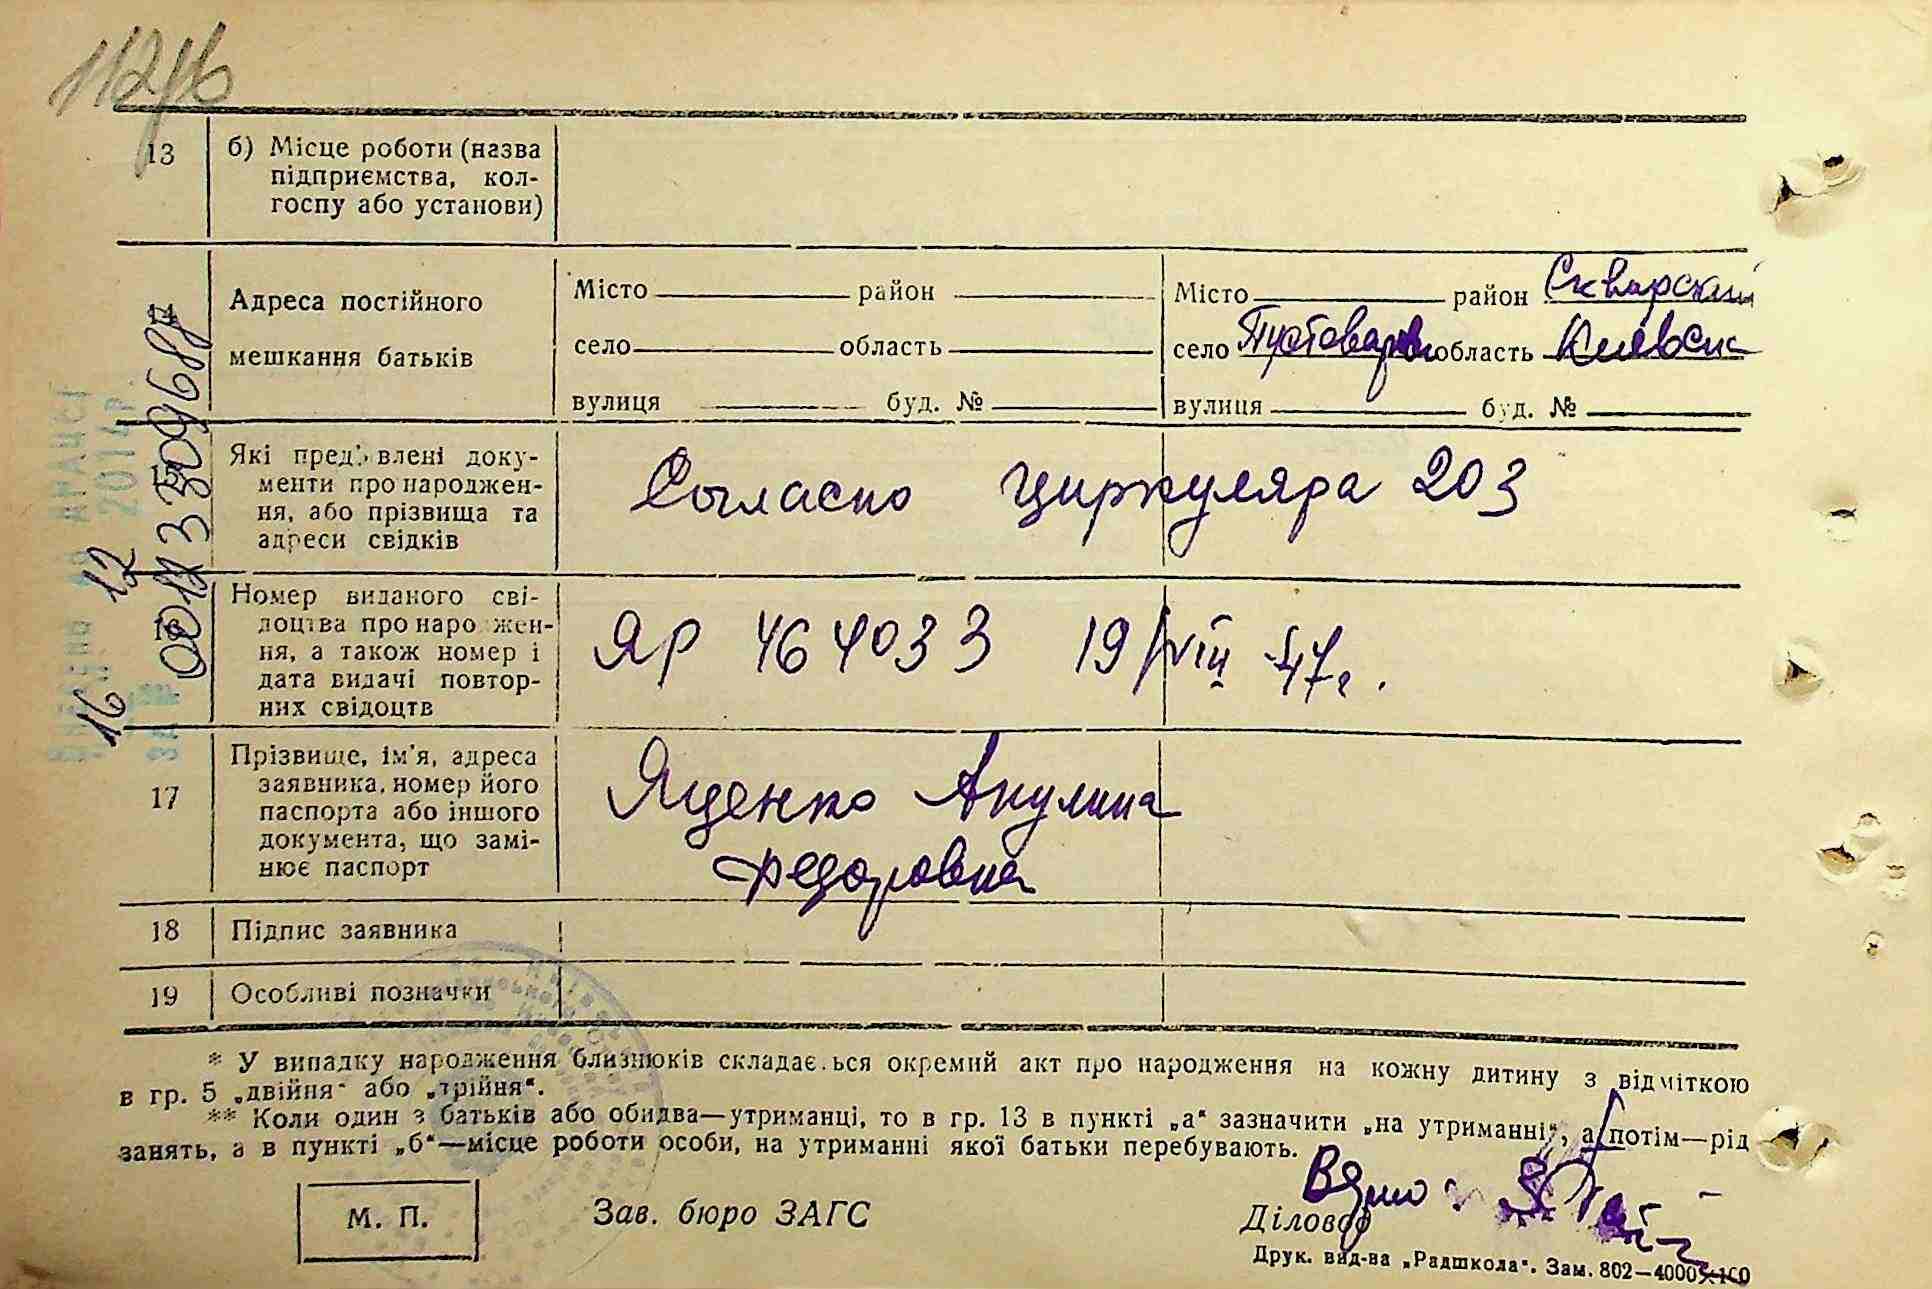 13 б) Місце роботи (назва
підприємства, кол-
госпу або установи)
14 Адреса постійного
мешкання батьків
Місто район
село область
вулиця буд. №
Місто район Сквирский
село Пустоваров область Киевск
вулиця буд. №
Які пред'явлені доку-
менти про народжен-
ня, або прізвища та
адреси свідків
Согласно циркуляра 203
Номер виданого сві-
доцтва про народжен-
ня, а також номер і
дата видачі повтор-
них свідоцтв
ЯР 464033 19/VIII-47г.
17 Прізвище, ім'я, адреса
заявника, номер його
паспорта або іншого
документа, що замі-
нює паспорт
Яценко Акулина
Федоровна
18 Підпис заявника
19 Особливі позначки
* У випадку народження близнюків складається окремий акт про народження на кожну дитину з відміткою
в гр. 5 „двійня" або „трійня".
** Коли один з батьків або обидва—утриманці, то в гр. 13 в пункті „а" зазначити „на утриманні", а потім—рід
занять, а в пункті „б"—місце роботи особи, на утриманні якої батьки перебувають.
М. П.
Зав. бюро ЗАГС
Діловод
Друк. вид-ва „Радшкола". Зам. 802—4000×100
16 12
2014р.